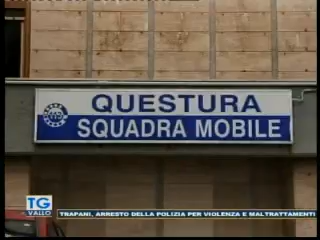 QUESTURA
SQUADRA MOBILE
TG
VALLO
TRAPANI, ARRESTO DELLA POLIZIA PER VIOLENZA E MALTRATTAMENTI